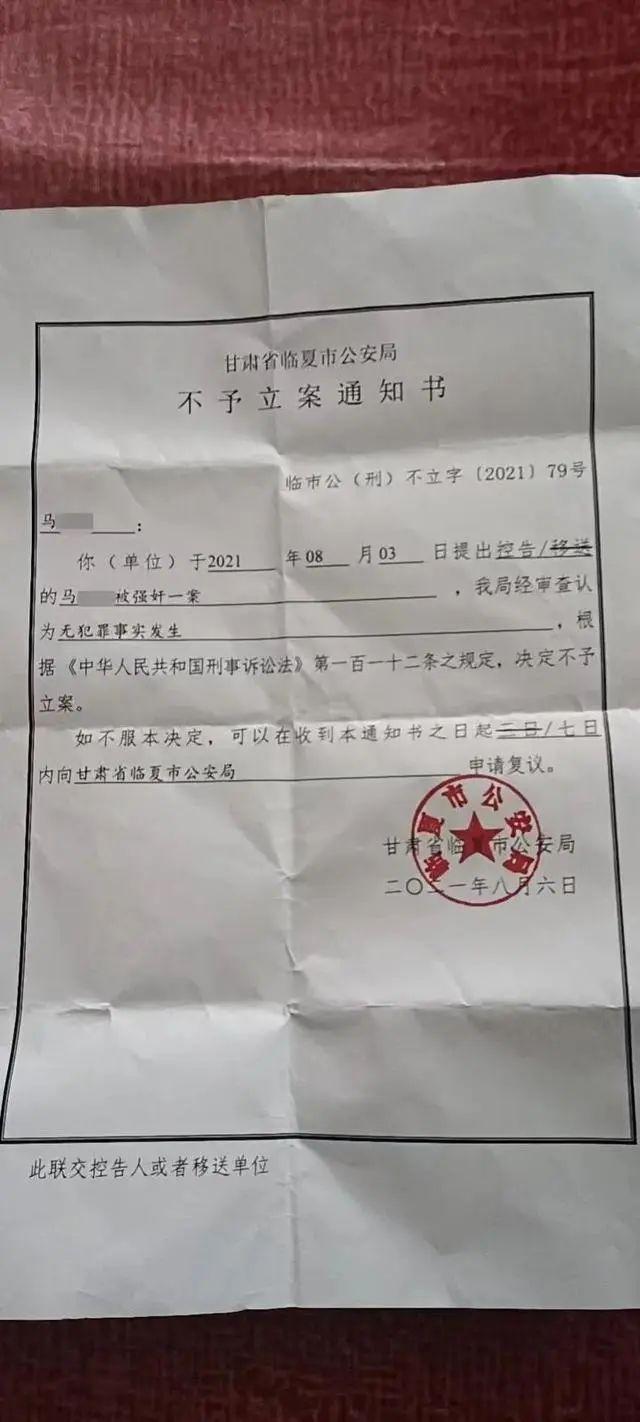 甘肃省临夏市公安局
不予立案通知书
临市公（刑）不立字〔2021〕79号
马：
你（单位）于2021年08月03日提出控告/移送
的马被强奸一案，我局经审查认
为无犯罪事实发生，根
据《中华人民共和国刑事诉讼法》第一百一十二条之规定，决定不予
立案。
如不服本决定，可以在收到本通知书之日起三日/七日
内向甘肃省临夏市公安局申请复议。
临夏市公安局
甘肃省临夏市公安局
二〇二一年八月六日
此联交控告人或者移送单位